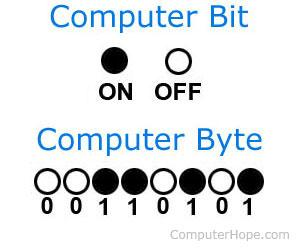 Computer Bit
ON OFF
Computer Byte
0 0 1 1 0 1 0 1
ComputerHope.com